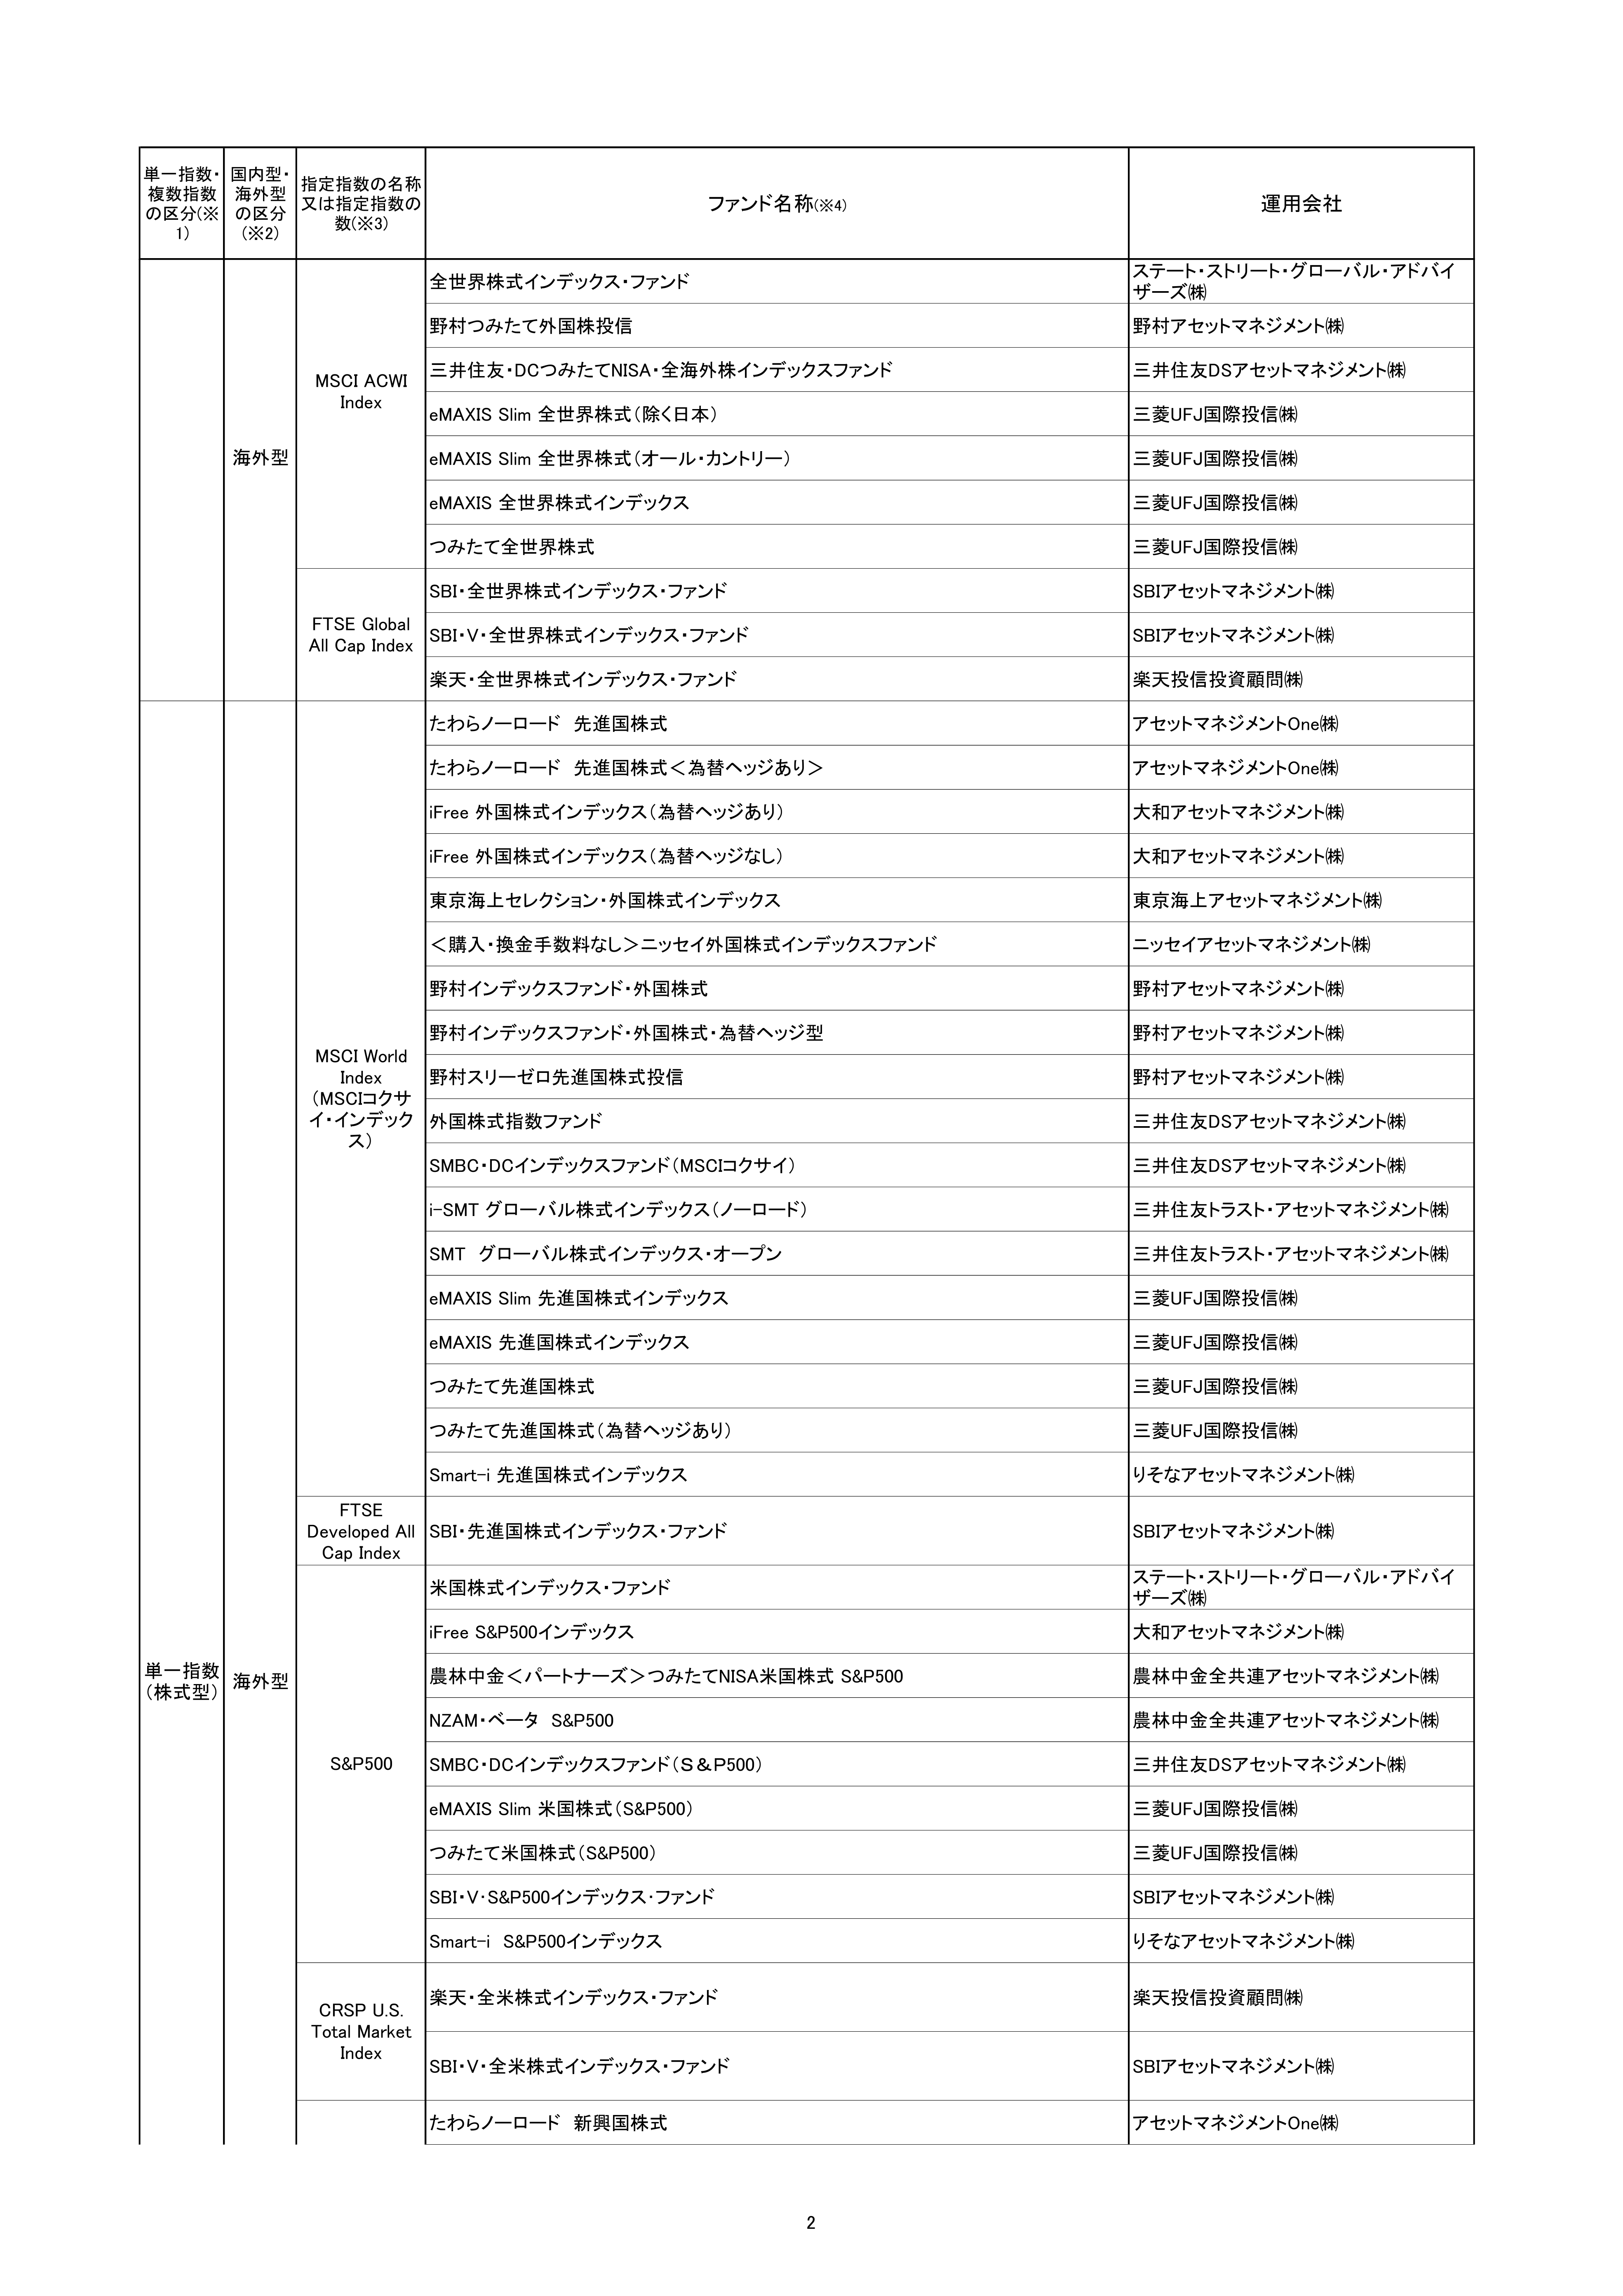 単一指数・
複数指数
の区分(※
1)
国内型・
海外型
の区分
(※2)
指定指数の名称
又は指定指数の
数(※3)
ファンド名称(※4)
運用会社
海外型
MSCI ACWI
Index
全世界株式インデックス・ファンド
ステート・ストリート・グローバル・アドバイ
ザーズ㈱
野村つみたて外国株投信
野村アセットマネジメント㈱
三井住友・DCつみたてNISA・全海外株インデックスファンド
三井住友DSアセットマネジメント㈱
eMAXIS Slim 全世界株式(除く日本)
三菱UFJ国際投信㈱
eMAXIS Slim 全世界株式(オール・カントリー)
三菱UFJ国際投信㈱
eMAXIS 全世界株式インデックス
三菱UFJ国際投信㈱
つみたて全世界株式
三菱UFJ国際投信㈱
FTSE Global
All Cap Index
SBI・全世界株式インデックス・ファンド
SBIアセットマネジメント㈱
SBI・V・全世界株式インデックス・ファンド
SBIアセットマネジメント㈱
楽天・全世界株式インデックス・ファンド
楽天投信投資顧問㈱
単一指数
(株式型)
海外型
MSCI World
Index
(MSCIコクサ
イ・インデック
ス)
たわらノーロード　先進国株式
アセットマネジメントOne㈱
たわらノーロード　先進国株式＜為替ヘッジあり＞
アセットマネジメントOne㈱
iFree 外国株式インデックス(為替ヘッジあり)
大和アセットマネジメント㈱
iFree 外国株式インデックス(為替ヘッジなし)
大和アセットマネジメント㈱
東京海上セレクション・外国株式インデックス
東京海上アセットマネジメント㈱
＜購入・換金手数料なし＞ニッセイ外国株式インデックスファンド
ニッセイアセットマネジメント㈱
野村インデックスファンド・外国株式
野村アセットマネジメント㈱
野村インデックスファンド・外国株式・為替ヘッジ型
野村アセットマネジメント㈱
野村スリーゼロ先進国株式投信
野村アセットマネジメント㈱
外国株式指数ファンド
三井住友DSアセットマネジメント㈱
SMBC・DCインデックスファンド(MSCIコクサイ)
三井住友DSアセットマネジメント㈱
i-SMT グローバル株式インデックス(ノーロード)
三井住友トラスト・アセットマネジメント㈱
SMT　グローバル株式インデックス・オープン
三井住友トラスト・アセットマネジメント㈱
eMAXIS Slim 先進国株式インデックス
三菱UFJ国際投信㈱
eMAXIS 先進国株式インデックス
三菱UFJ国際投信㈱
つみたて先進国株式
三菱UFJ国際投信㈱
つみたて先進国株式(為替ヘッジあり)
三菱UFJ国際投信㈱
Smart-i 先進国株式インデックス
りそなアセットマネジメント㈱
FTSE
Developed All
Cap Index
SBI・先進国株式インデックス・ファンド
SBIアセットマネジメント㈱
S&P500
米国株式インデックス・ファンド
ステート・ストリート・グローバル・アドバイ
ザーズ㈱
iFree S&P500インデックス
大和アセットマネジメント㈱
農林中金＜パートナーズ＞つみたてNISA米国株式 S&P500
農林中金全共連アセットマネジメント㈱
NZAM・ベータ　S&P500
農林中金全共連アセットマネジメント㈱
SMBC・DCインデックスファンド(Ｓ＆P500)
三井住友DSアセットマネジメント㈱
eMAXIS Slim 米国株式(S&P500)
三菱UFJ国際投信㈱
つみたて米国株式(S&P500)
三菱UFJ国際投信㈱
SBI・V・S&P500インデックス・ファンド
SBIアセットマネジメント㈱
Smart-i　S&P500インデックス
りそなアセットマネジメント㈱
CRSP U.S.
Total Market
Index
楽天・全米株式インデックス・ファンド
楽天投信投資顧問㈱
SBI・V・全米株式インデックス・ファンド
SBIアセットマネジメント㈱
たわらノーロード　新興国株式
アセットマネジメントOne㈱
2